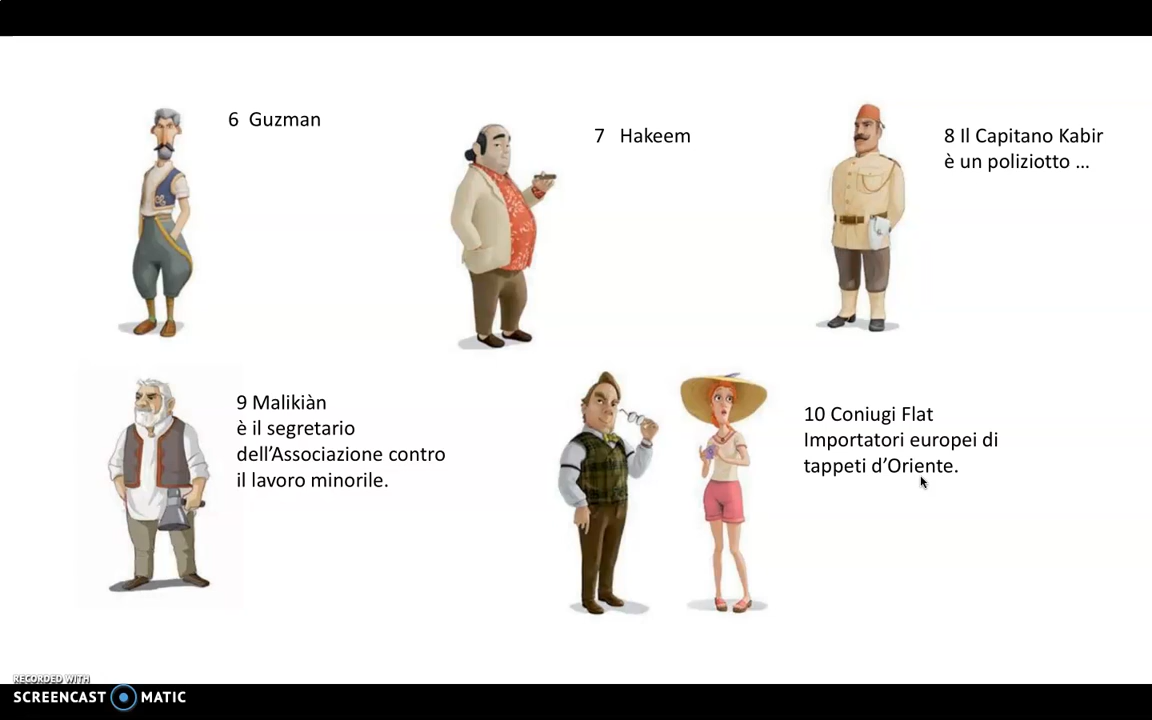 6 Guzman
7 Hakeem
8 Il Capitano Kabir
è un poliziotto ...
9 Malikiàn
è il segretario
dell’Associazione contro
il lavoro minorile.
10 Coniugi Flat
Importatori europei di
tappeti d’Oriente.
RECORDED WITH
SCREENCAST MATIC